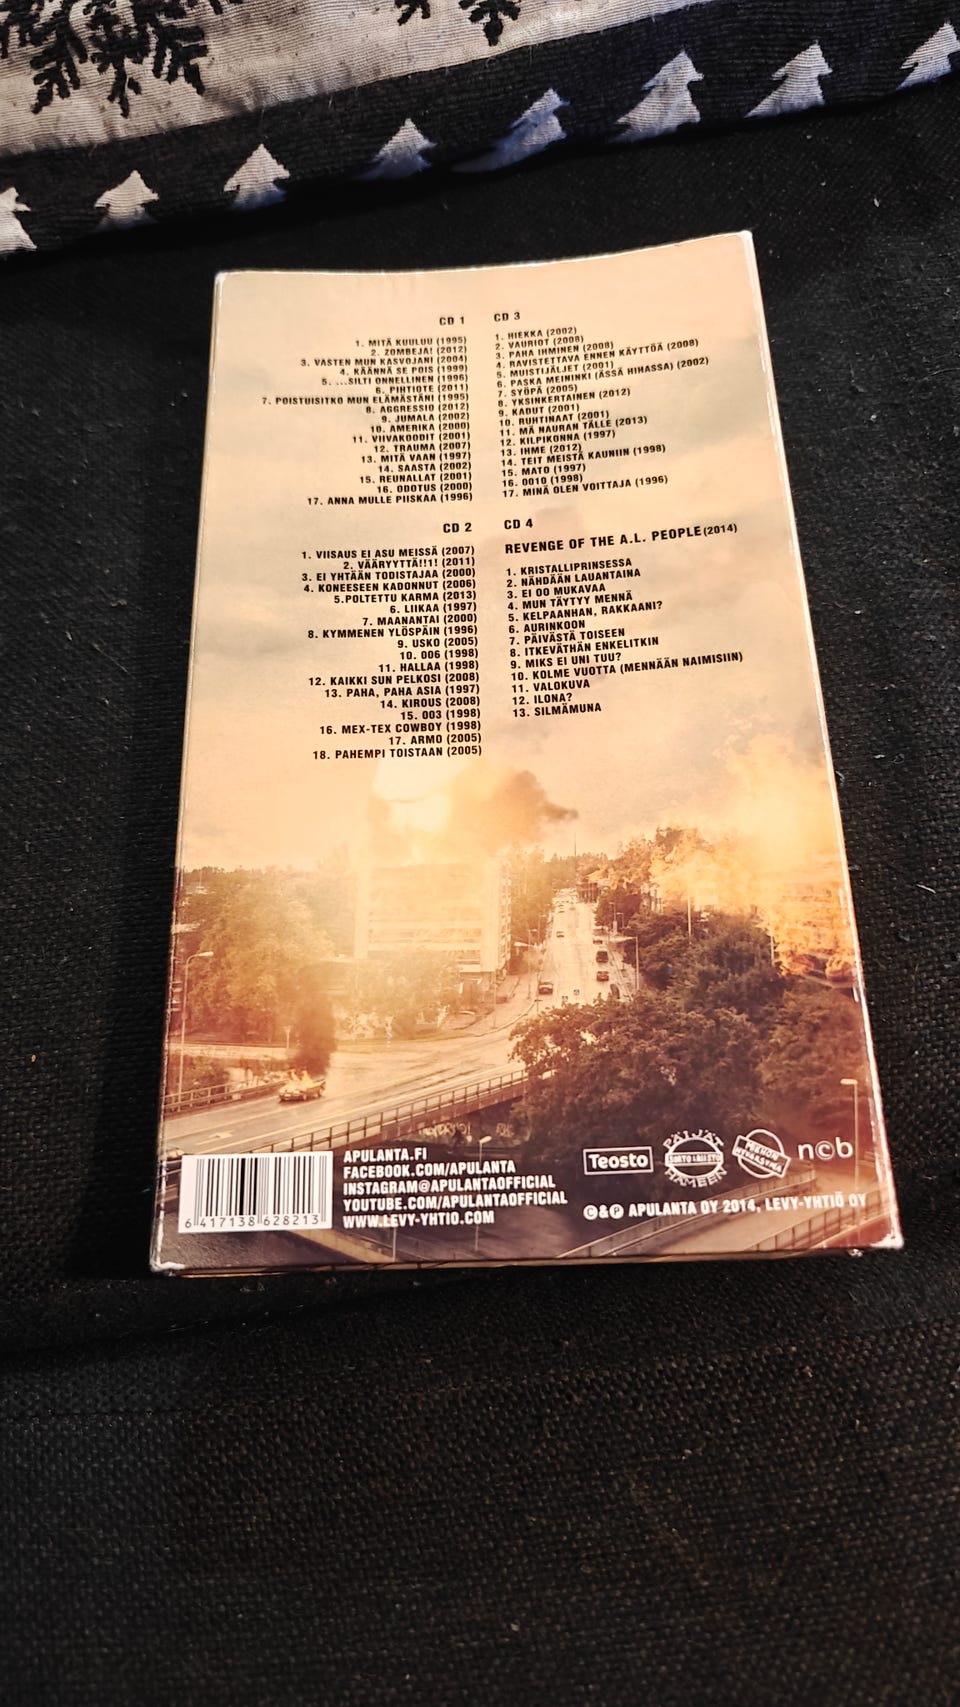 CD 1
1. MITÄ KUULUU (1995)
2. ZOMBEJA! (2012)
3. VASTEN MUN KASVOJANI (2004)
4. KÄÄNNÄ SE POIS (1999)
5. ...SILTI ONNELLINEN (1996)
6. PIHTIOTE (2011)
7. POISTUISITKO MUN ELÄMÄSTÄNI (1995)
8. AGGRESSIO (2012)
9. JUMALA (2002)
10. AMERIKA (2000)
11. VIIVAKOODIT (2001)
12. TRAUMA (2007)
13. MITÄ VAAN (1997)
14. SAASTA (2002)
15. REUNALLAT (2001)
16. ODOTUS (2000)
17. ANNA MULLE PIISKAA (1996)
CD 2
1. VIISAUS EI ASU MEISSÄ (2007)
2. VÄÄRYYTTÄ!!1! (2011)
3. EI YHTÄÄN TODISTAJAA (2000)
4. KONEESEEN KADONNUT (2006)
5.POLTETTU KARMA (2013)
6. LIIKAA (1997)
7. MAANANTAI (2000)
8. KYMMENEN YLÖSPÄIN (1996)
9. USKO (2005)
10. 006 (1998)
11. HALLAA (1998)
12. KAIKKI SUN PELKOSI (2008)
13. PAHA, PAHA ASIA (1997)
14. KIROUS (2008)
15. 003 (1998)
16. MEX-TEX COWBOY (1998)
17. ARMO (2005)
18. PAHEMPI TOISTAAN (2005)
CD 3
1. HIEKKA (2002)
2. VAURIOT (2008)
3. PAHA IHMINEN (2008)
4. RAVISTETTAVA ENNEN KÄYTTÖÄ (2008)
5. MUISTIJÄLJET (2001)
6. PASKA MEININKI (ÄSSÄ HIHASSA) (2002)
7. SYÖPÄ (2005)
8. YKSINKERTAINEN (2012)
9. KADUT (2001)
10. RUHTINAAT (2001)
11. MÄ NAURAN TÄLLE (2013)
12. KILPIKONNA (1997)
13. IHME (2012)
14. TEIT MEISTÄ KAUNIIN (1998)
15. MATO (1997)
16. 0010 (1998)
17. MINÄ OLEN VOITTAJA (1996)
CD 4
REVENGE OF THE A.L. PEOPLE (2014)
1. KRISTALLIPRINSESSA
2. NÄHDÄÄN LAUANTAINA
3. EI OO MUKAVAA
4. MUN TÄYTYY MENNÄ
5. KELPAANHAN, RAKKAANI?
6. AURINKOON
7. PÄIVÄSTÄ TOISEEN
8. ITKEVÄTHÄN ENKELITKIN
9. MIKS EI UNI TUU?
10. KOLME VUOTTA (MENNÄÄN NAIMISIIN)
11. VALOKUVA
12. ILONA?
13. SILMÄMUNA
6 417138 628213
APULANTA.FI
FACEBOOK.COM/APULANTA
INSTAGRAM@APULANTAOFFICIAL
YOUTUBE.COM/APULANTAOFFICIAL
WWW.LEVY-YHTIO.COM
Teosto
PÄIJÄT
HÄMEEN
ncb
©&℗ APULANTA OY 2014, LEVY-YHTIÖ OY